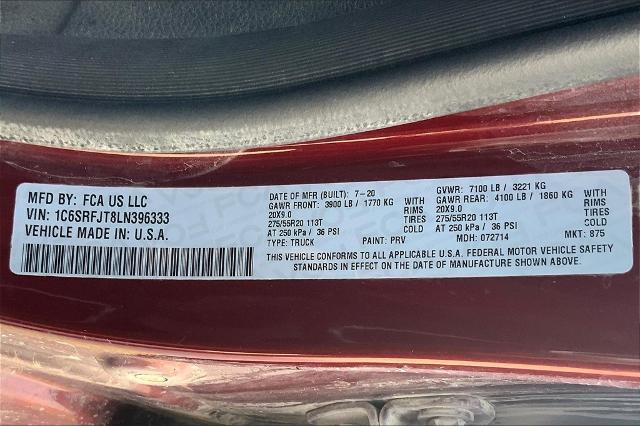 MFD BY: FCA US LLC
VIN: 1C6SRFJT8LN396333
VEHICLE MADE IN: U.S.A.
DATE OF MFR (BUILT): 7-20 GVWR: 7100 LB / 3221 KG
GAWR FRONT: 3900 LB / 1770 KG WITH GAWR REAR: 4100 LB / 1860 KG WITH
20X9.0 RIMS 20X9.0 RIMS
275/55R20 113T TIRES 275/55R20 113T TIRES
AT 250 kPa / 36 PSI COLD AT 250 kPa / 36 PSI COLD
TYPE: TRUCK PAINT: PRV MDH: 072714 MKT: 875
THIS VEHICLE CONFORMS TO ALL APPLICABLE U.S.A. FEDERAL MOTOR VEHICLE SAFETY
STANDARDS IN EFFECT ON THE DATE OF MANUFACTURE SHOWN ABOVE.